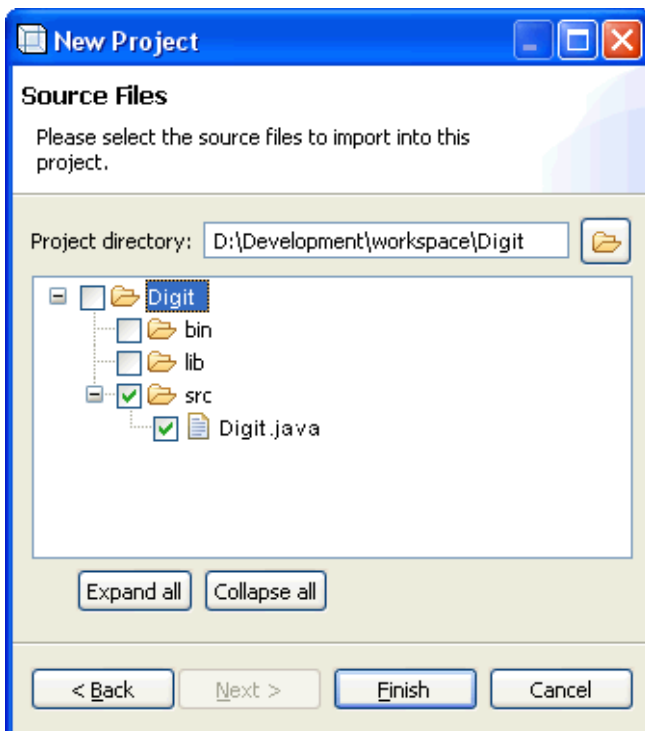 New Project
Source Files
Please select the source files to import into this
project.
Project directory: D:\Development\workspace\Digit
Digit
bin
lib
src
Digit.java
Expand all Collapse all
< Back Next > Finish Cancel